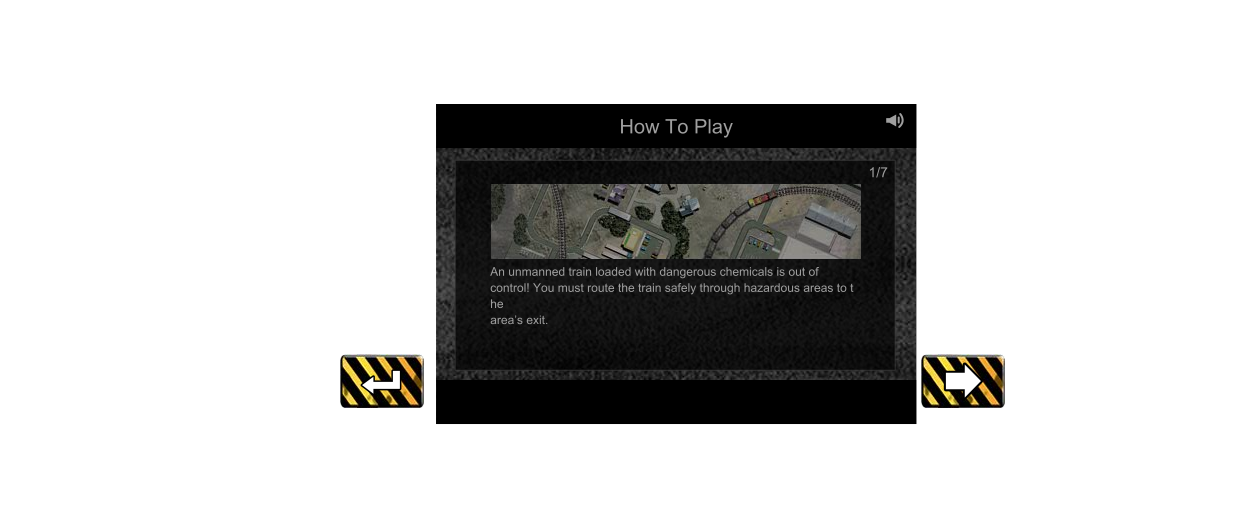 How To Play
1/7
An unmanned train loaded with dangerous chemicals is out of
control! You must route the train safely through hazardous areas to t
he
area's exit.